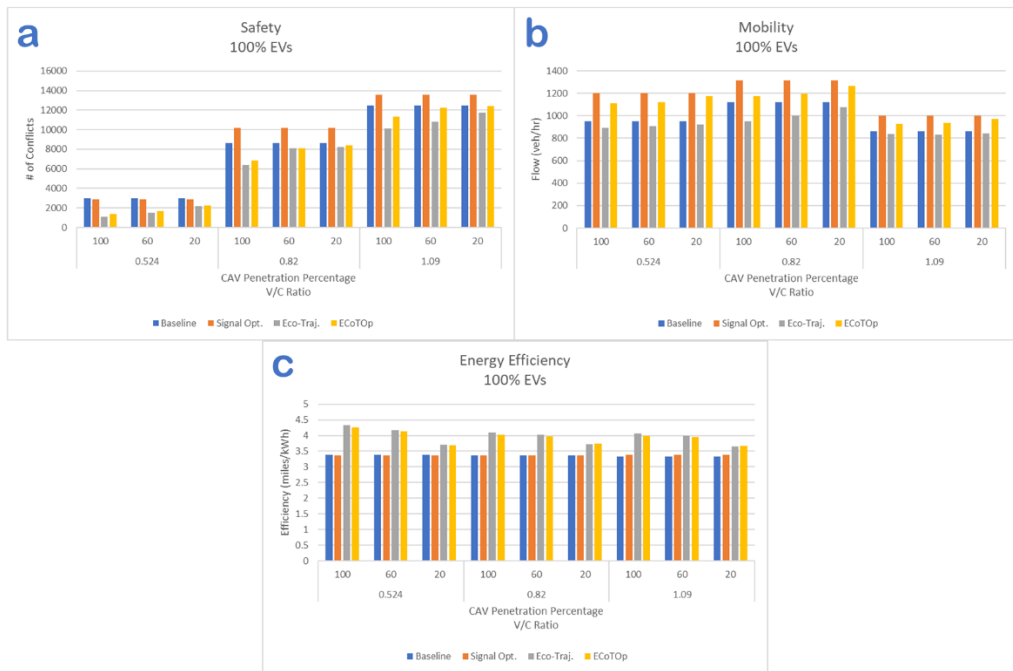 a
Safety
100% EVs
16000
14000
12000
10000
8000
6000
4000
2000
0
# of Conflicts
100 60 20 100 60 20 100 60 20
0.524 0.82 1.09
CAV Penetration Percentage
V/C Ratio
Baseline Signal Opt. Eco-Traj. ECoTOp
b
Mobility
100% EVs
1400
1200
1000
800
600
400
200
0
Flow (veh/hr)
100 60 20 100 60 20 100 60 20
0.524 0.82 1.09
CAV Penetration Percentage
V/C Ratio
Baseline Signal Opt. Eco-Traj. ECoTOp
c
Energy Efficiency
100% EVs
5
4.5
4
3.5
3
2.5
2
1.5
1
0.5
0
Efficiency (miles/kWh)
100 60 20 100 60 20 100 60 20
0.524 0.82 1.09
CAV Penetration Percentage
V/C Ratio
Baseline Signal Opt. Eco-Traj. ECoTOp